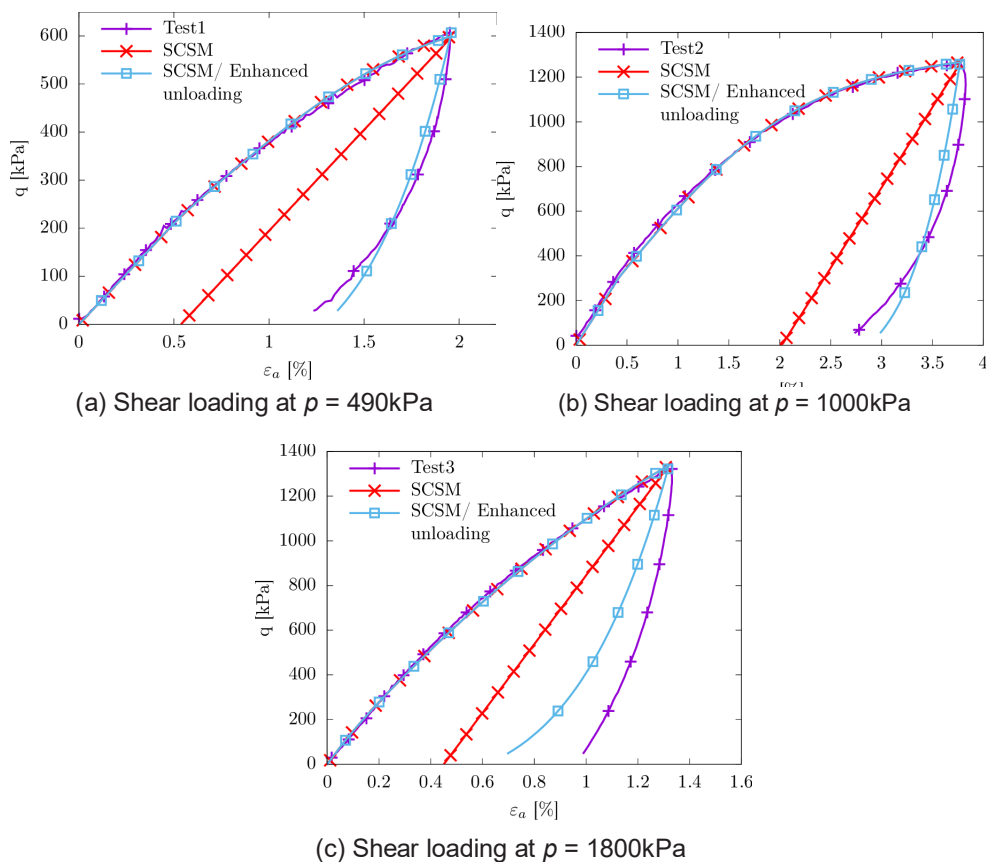 600
500
400
300
200
100
0
q [kPa]
Test1
SCSM
SCSM/ Enhanced
unloading
0 0.5 1 1.5 2
εₐ [%]
(a) Shear loading at p = 490kPa
1400
1200
1000
800
600
400
200
0
q [kPa]
Test2
SCSM
SCSM/ Enhanced
unloading
0 0.5 1 1.5 2 2.5 3 3.5 4
(b) Shear loading at p = 1000kPa
1400
1200
1000
800
600
400
200
0
q [kPa]
Test3
SCSM
SCSM/ Enhanced
unloading
0 0.2 0.4 0.6 0.8 1 1.2 1.4 1.6
εₐ [%]
(c) Shear loading at p = 1800kPa